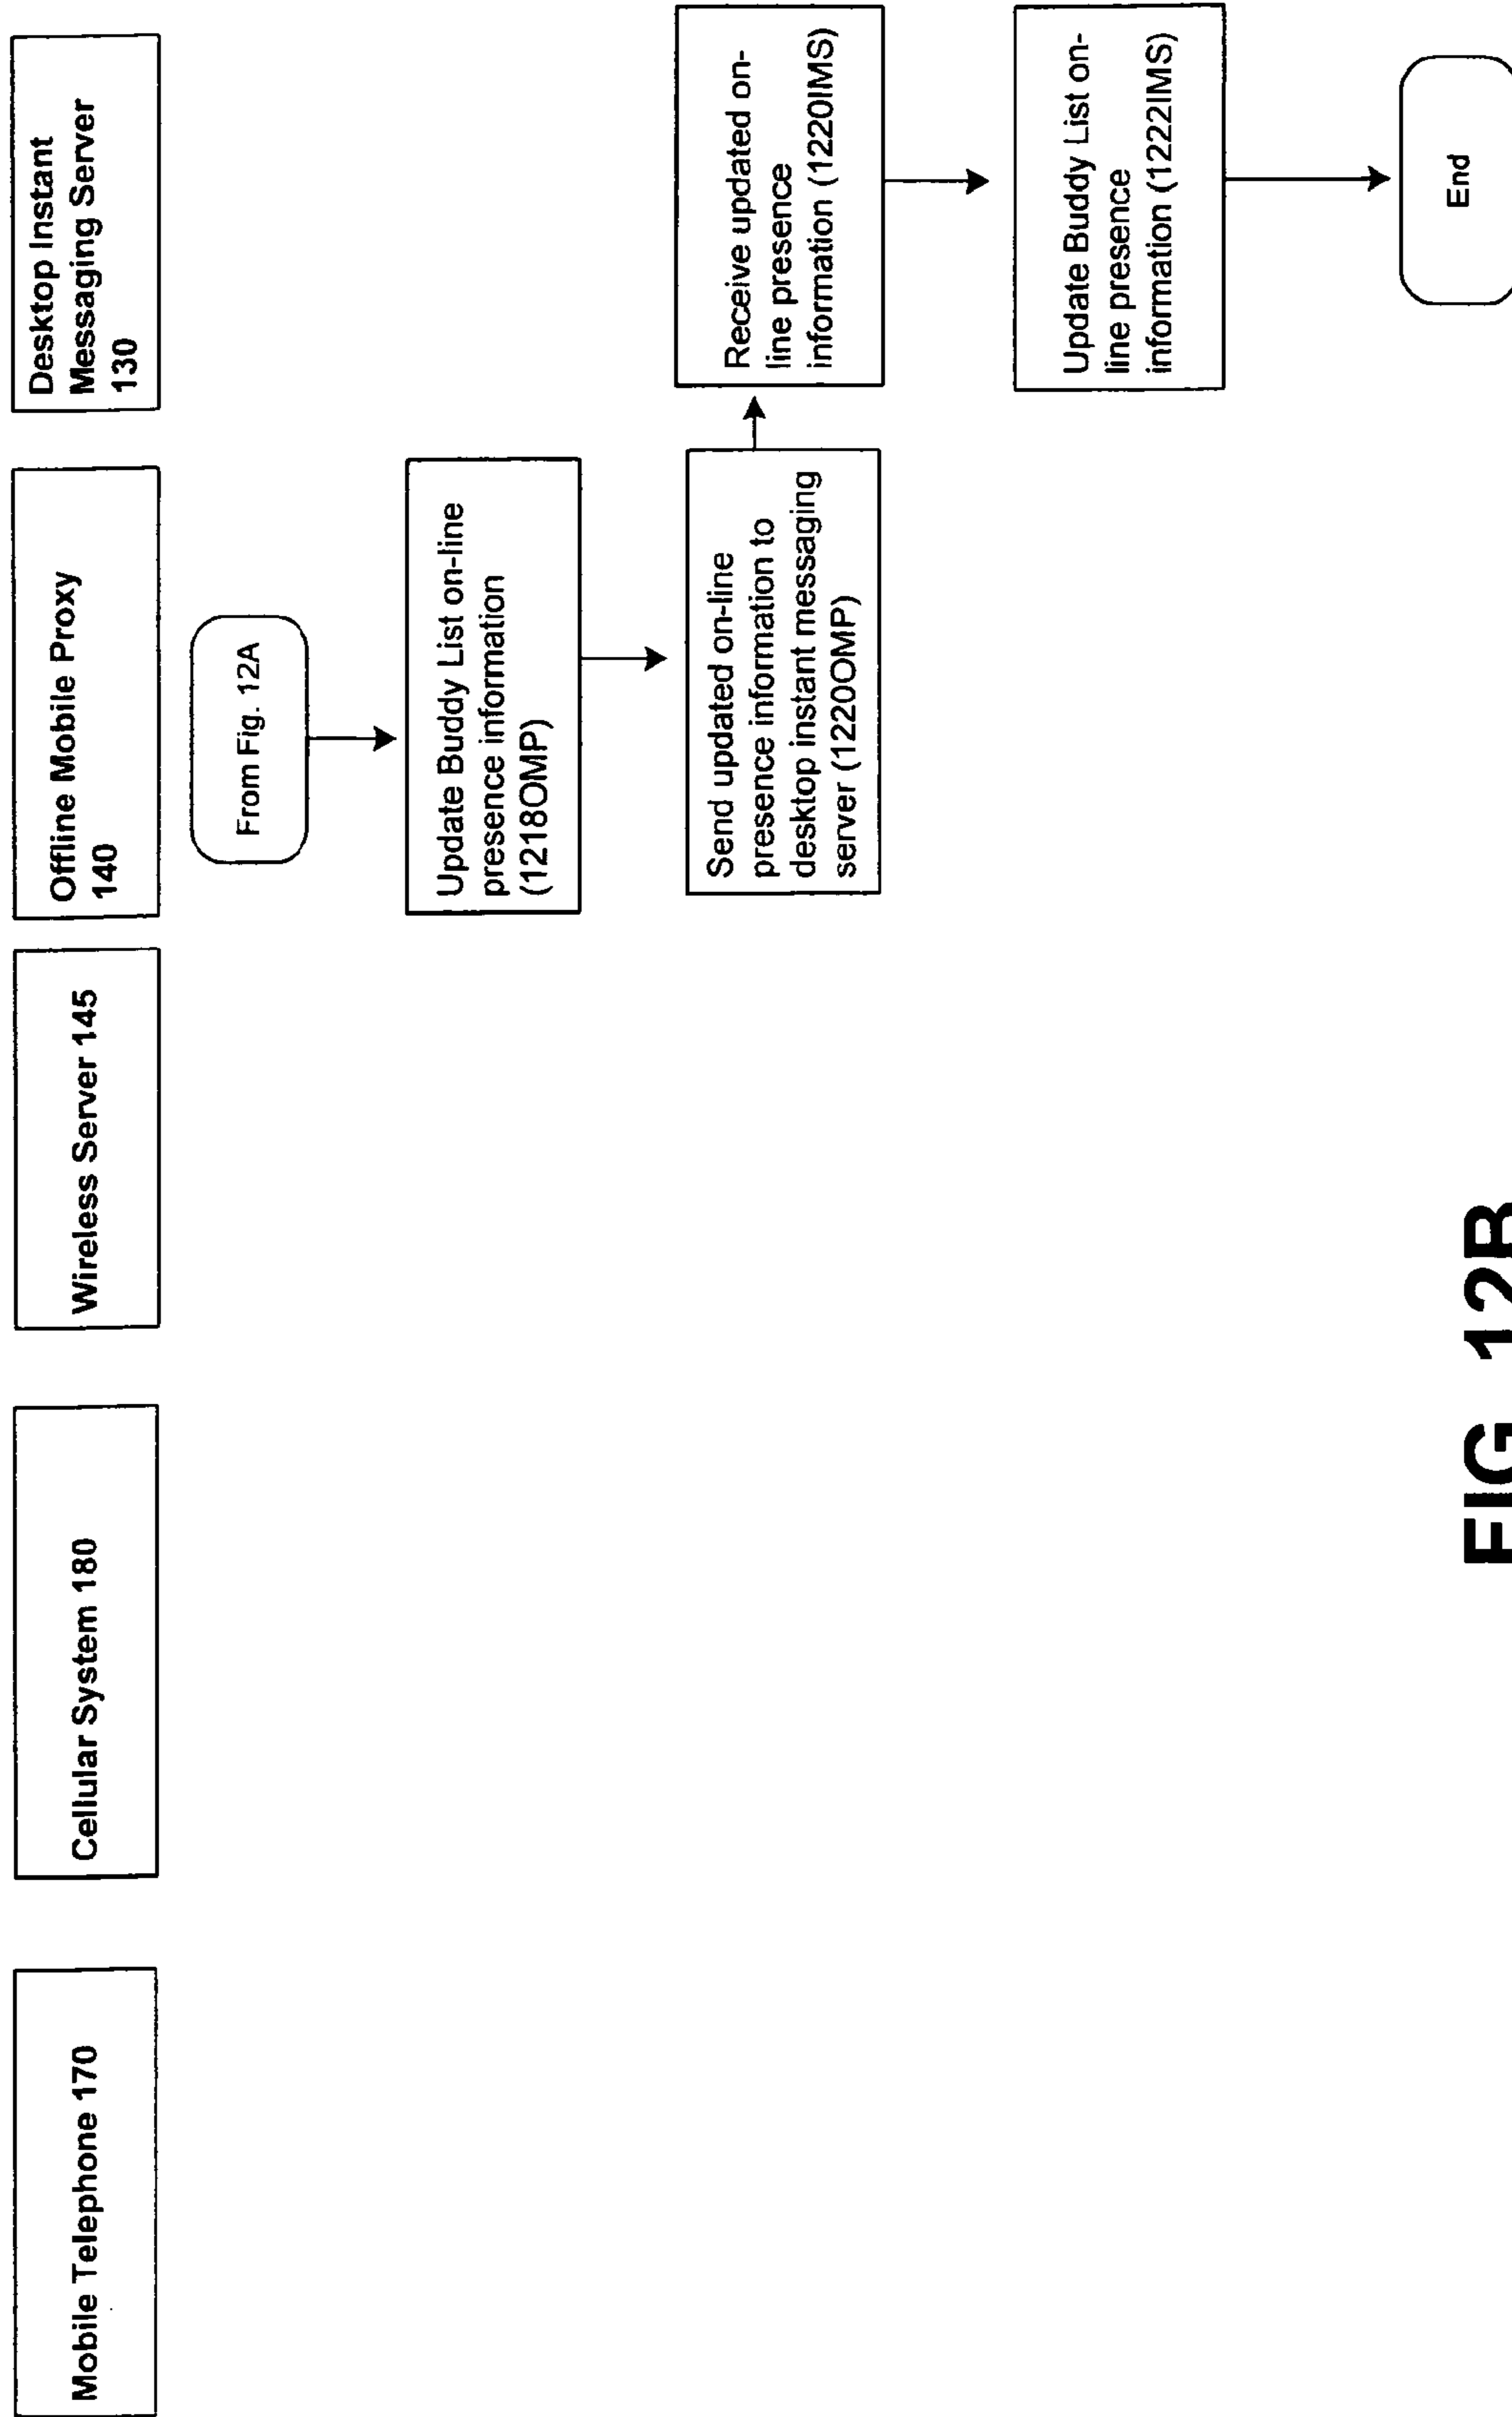 Mobile Telephone 170
Cellular System 180
Wireless Server 145
Offline Mobile Proxy
140
Desktop Instant
Messaging Server
130
From Fig. 12A
Update Buddy List on-line
presence information
(1218OMP)
Send updated on-line
presence information to
desktop instant messaging
server (1220OMP)
Receive updated on-
line presence
information (1220IMS)
Update Buddy List on-
line presence
information (1222IMS)
End
FIG 12B